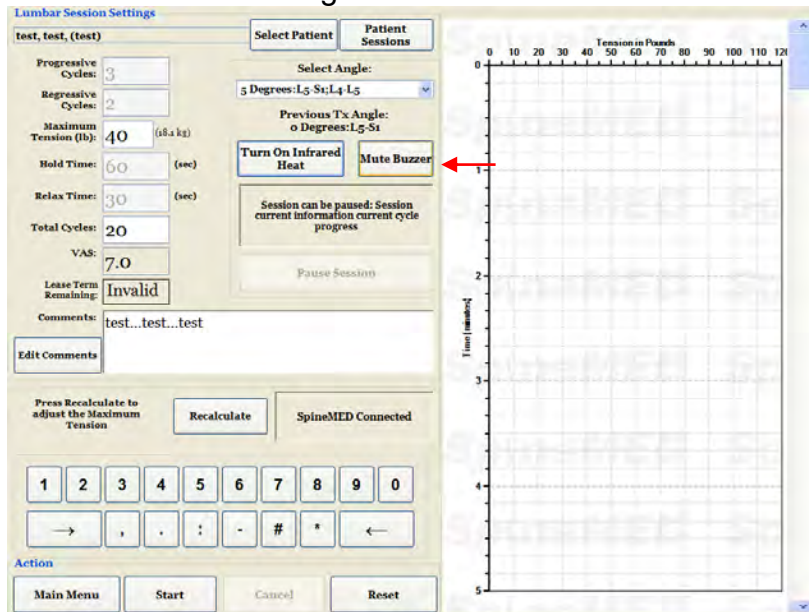 Lumbar Session Settings
test, test, (test)
Select Patient
Patient
Sessions
Progressive
Cycles:
3
Regressive
Cycles:
2
Maximum
Tension (lb):
40
(18.1 kg)
Hold Time:
60
(sec)
Relax Time:
30
(sec)
Total Cycles:
20
VAS:
7.0
Lease Term
Remaining:
Invalid
Select Angle:
5 Degrees:L5-S1;L4-L5
Previous Tx Angle:
0 Degrees:L5-S1
Turn On Infrared
Heat
Mute Buzzer
Session can be paused: Session
current information current cycle
progress
Pause Session
Comments:
test...test...test
Edit Comments
Press Recalculate to
adjust the Maximum
Tension
Recalculate
SpineMED Connected
1 2 3 4 5 6 7 8 9 0
→ , . : - # * ←
Action
Main Menu
Start
Cancel
Reset
Tension in Pounds
0 10 20 30 40 50 60 70 80 90 100 110
0
1
2
3
4
5
Time [minutes]